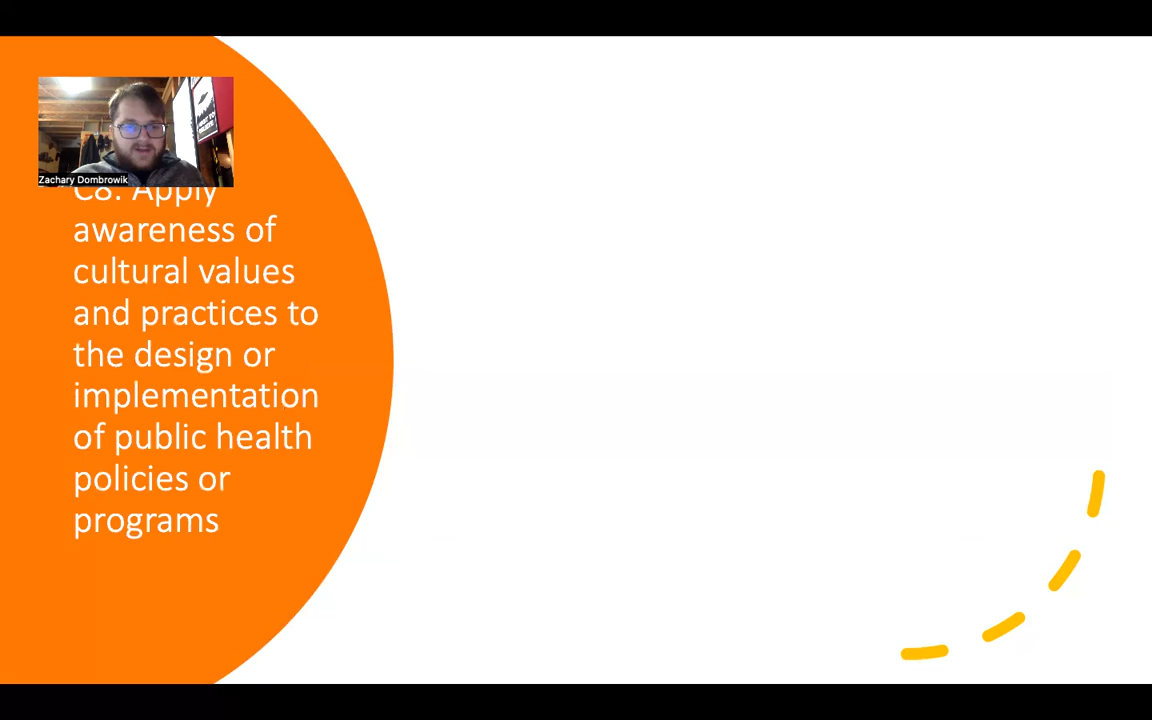 Zachary Dombrowik
C8. Apply
awareness of
cultural values
and practices to
the design or
implementation
of public health
policies or
programs